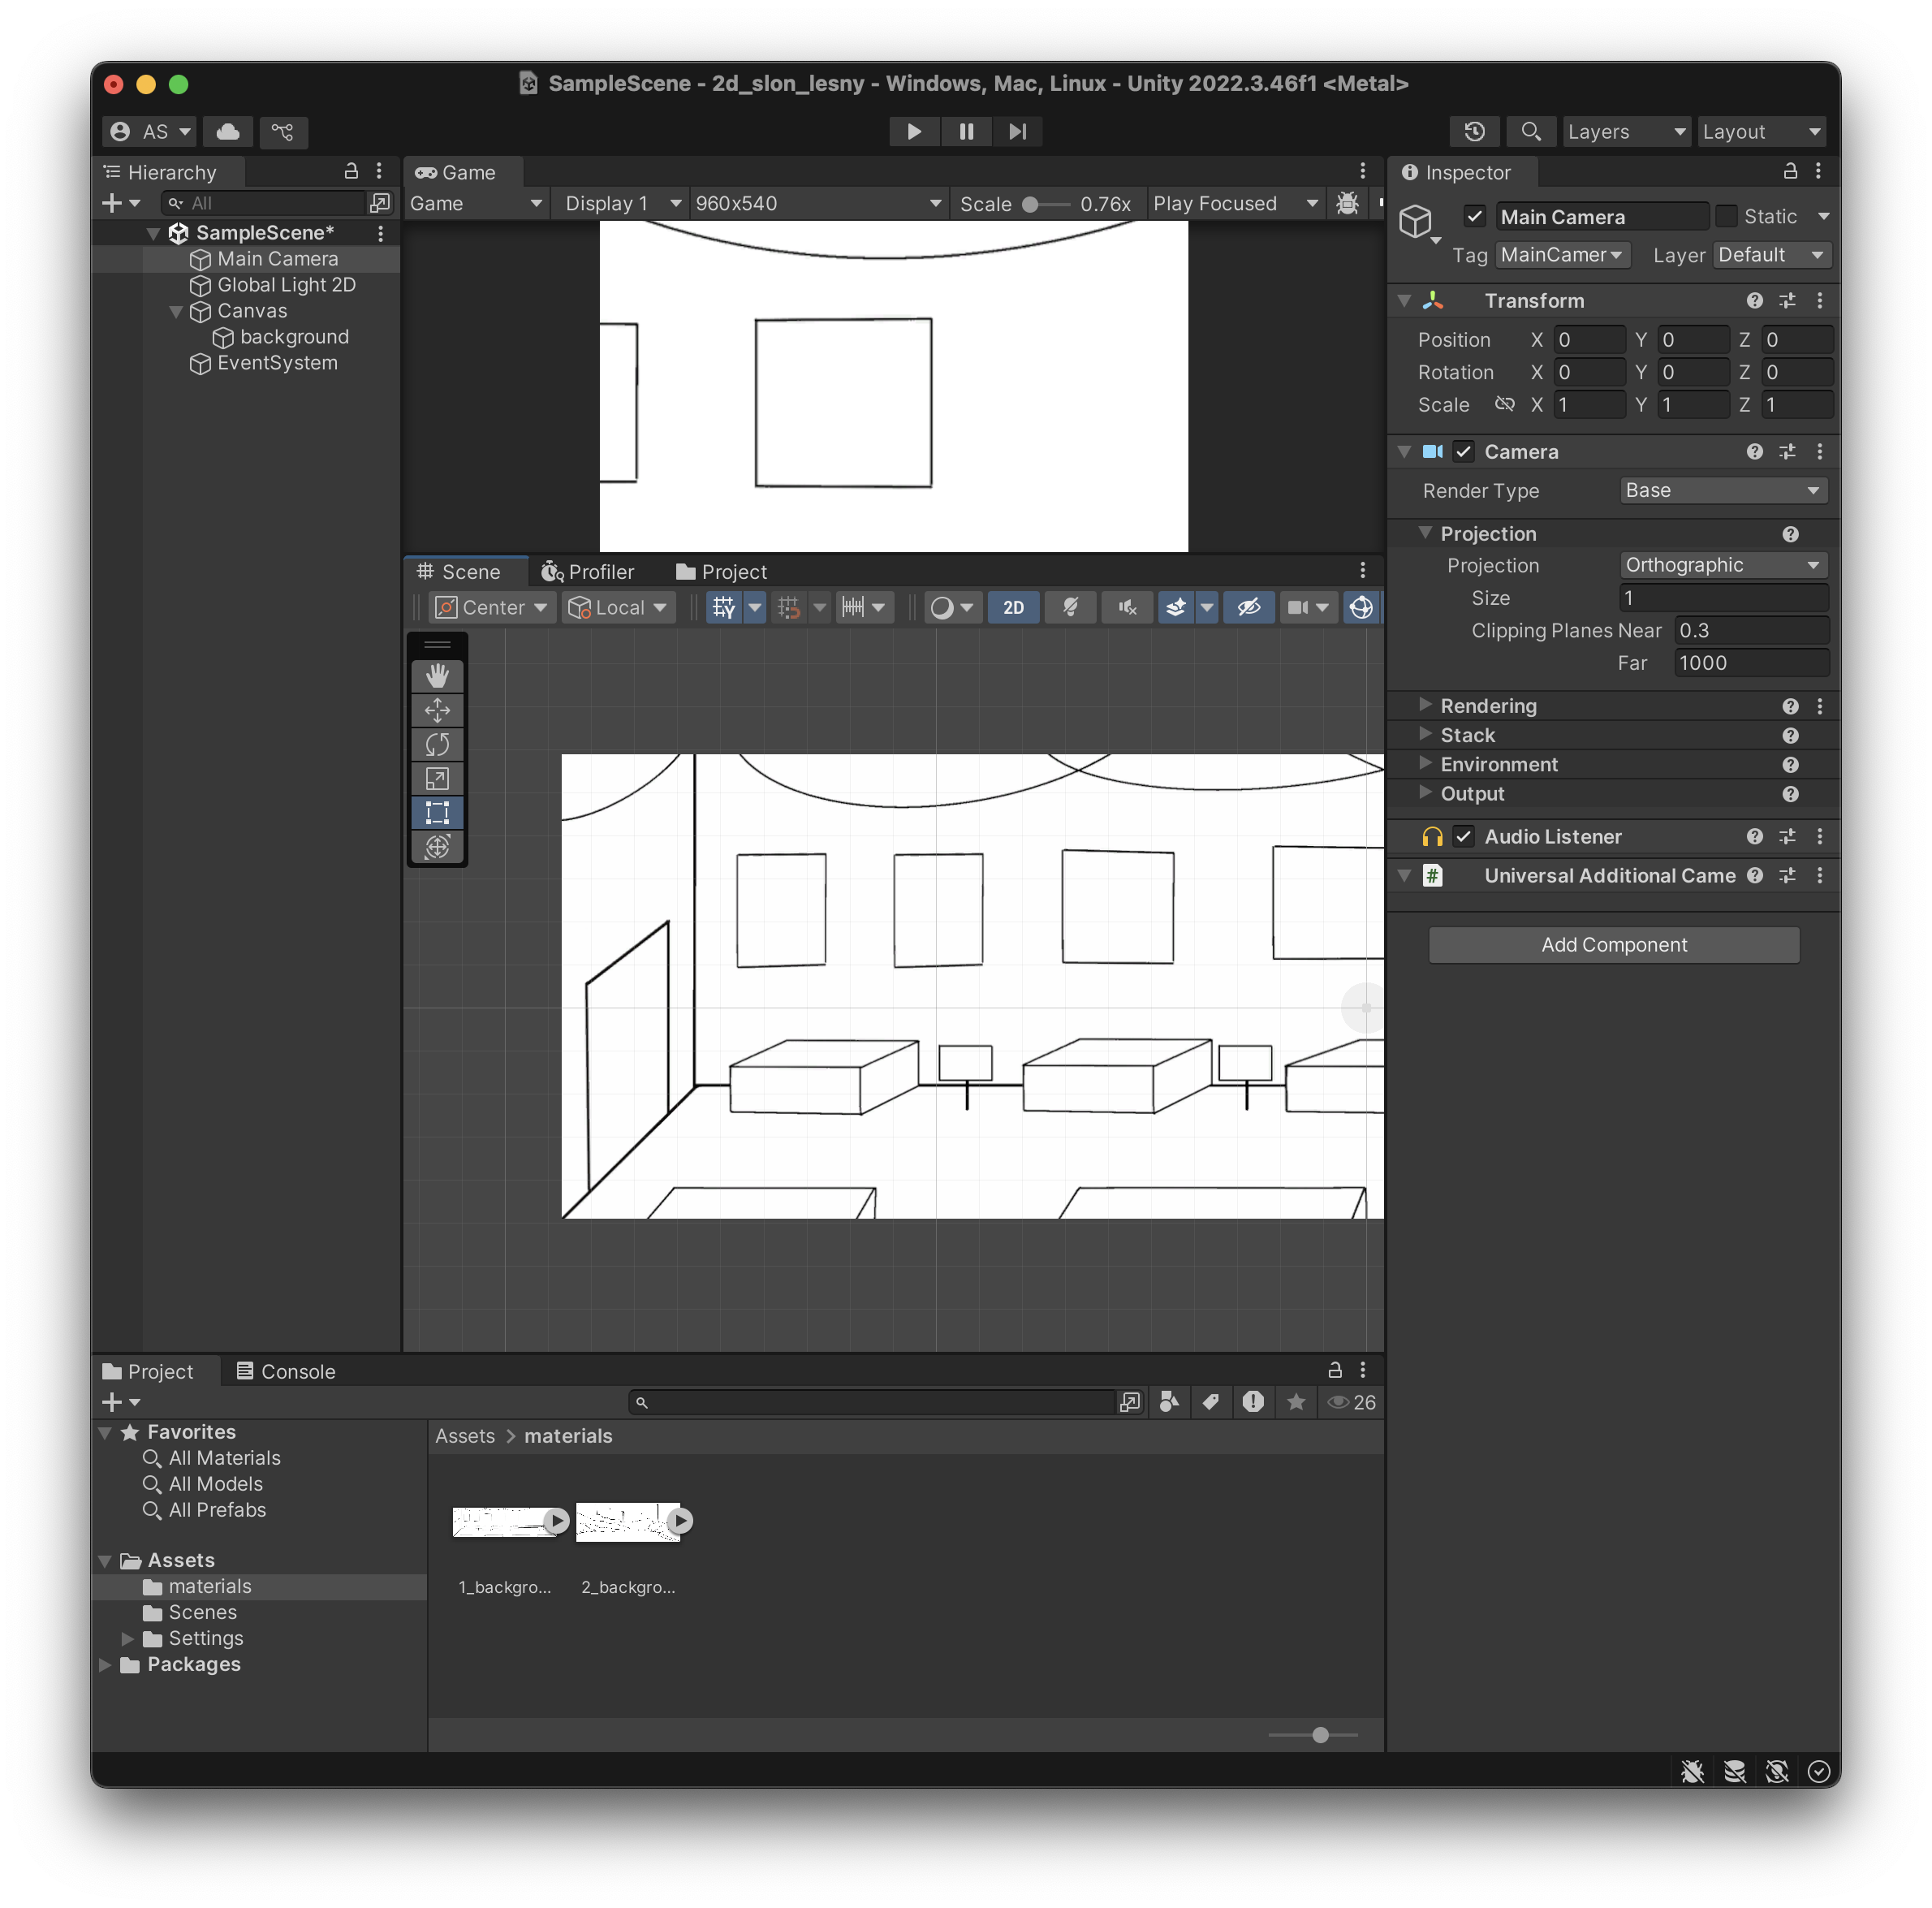 SampleScene - 2d_slon_lesny - Windows, Mac, Linux - Unity 2022.3.46f1 <Metal>
AS
Layers
Layout
Hierarchy
All
SampleScene*
Main Camera
Global Light 2D
Canvas
background
EventSystem
Game
Game
Display 1
960x540
Scale
0.76x
Play Focused
Scene
Profiler
Project
Center
Local
2D
Inspector
Main Camera
Static
Tag
MainCamer
Layer
Default
Transform
Position X 0 Y 0 Z 0
Rotation X 0 Y 0 Z 0
Scale X 1 Y 1 Z 1
Camera
Render Type Base
Projection
Projection Orthographic
Size 1
Clipping Planes Near 0.3
Far 1000
Rendering
Stack
Environment
Output
Audio Listener
# Universal Additional Came
Add Component
Project
Console
26
Favorites
All Materials
All Models
All Prefabs
Assets
materials
Scenes
Settings
Packages
Assets > materials
1_backgro...
2_backgro...